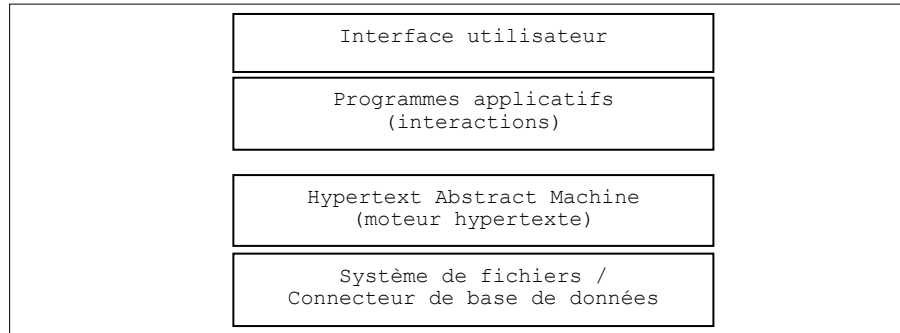 Interface utilisateur
Programmes applicatifs
(interactions)
Hypertext Abstract Machine
(moteur hypertexte)
Système de fichiers /
Connecteur de base de données